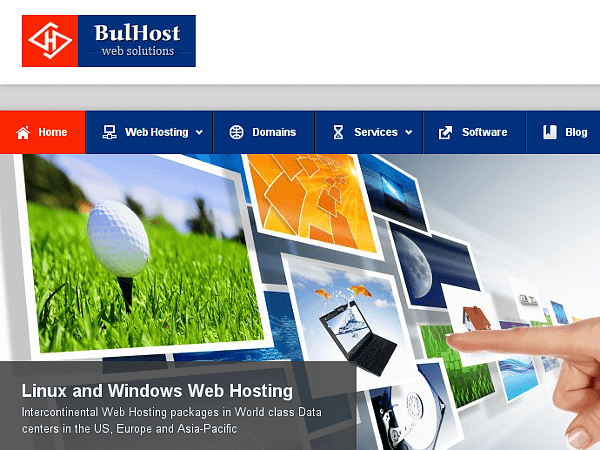 BulHost
web solutions
Home
Web Hosting
Domains
Services
Software
Blog
Linux and Windows Web Hosting
Intercontinental Web Hosting packages in World class Data
centers in the US, Europe and Asia-Pacific